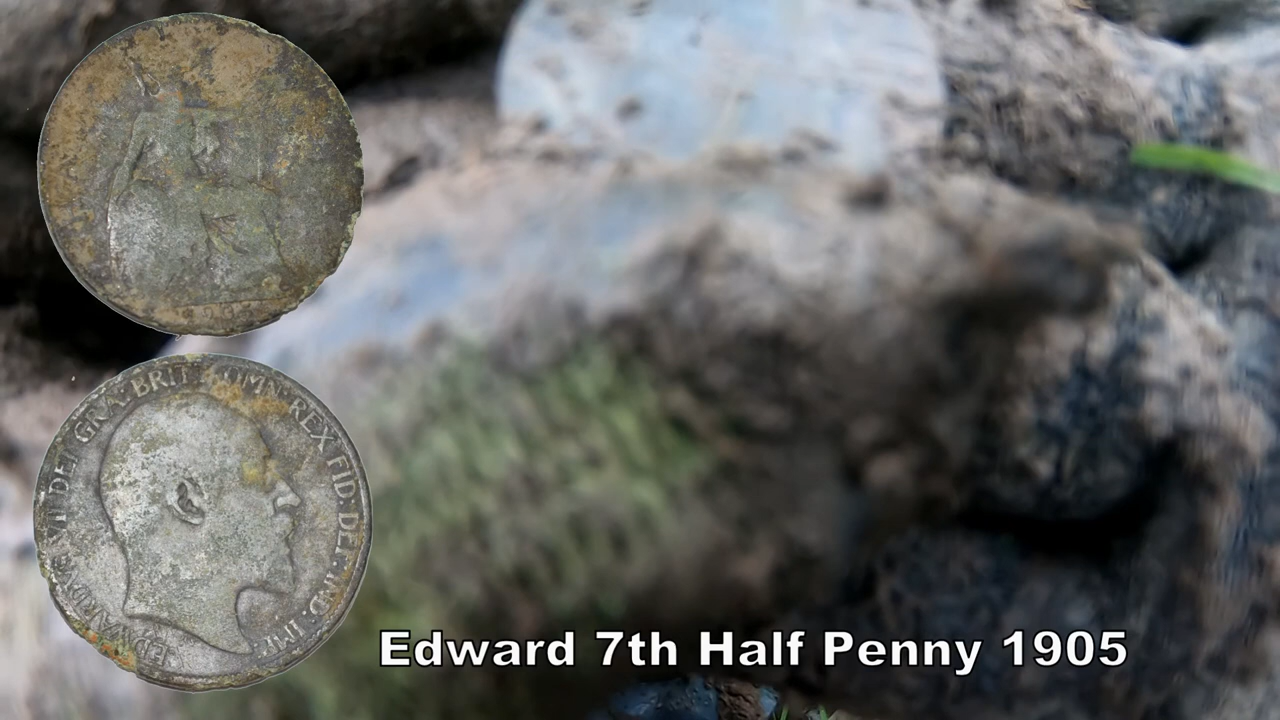 EDWARDVS VII DEI GRA: BRITT: OMN: REX FID: DEF: IND: IMP:
Edward 7th Half Penny 1905